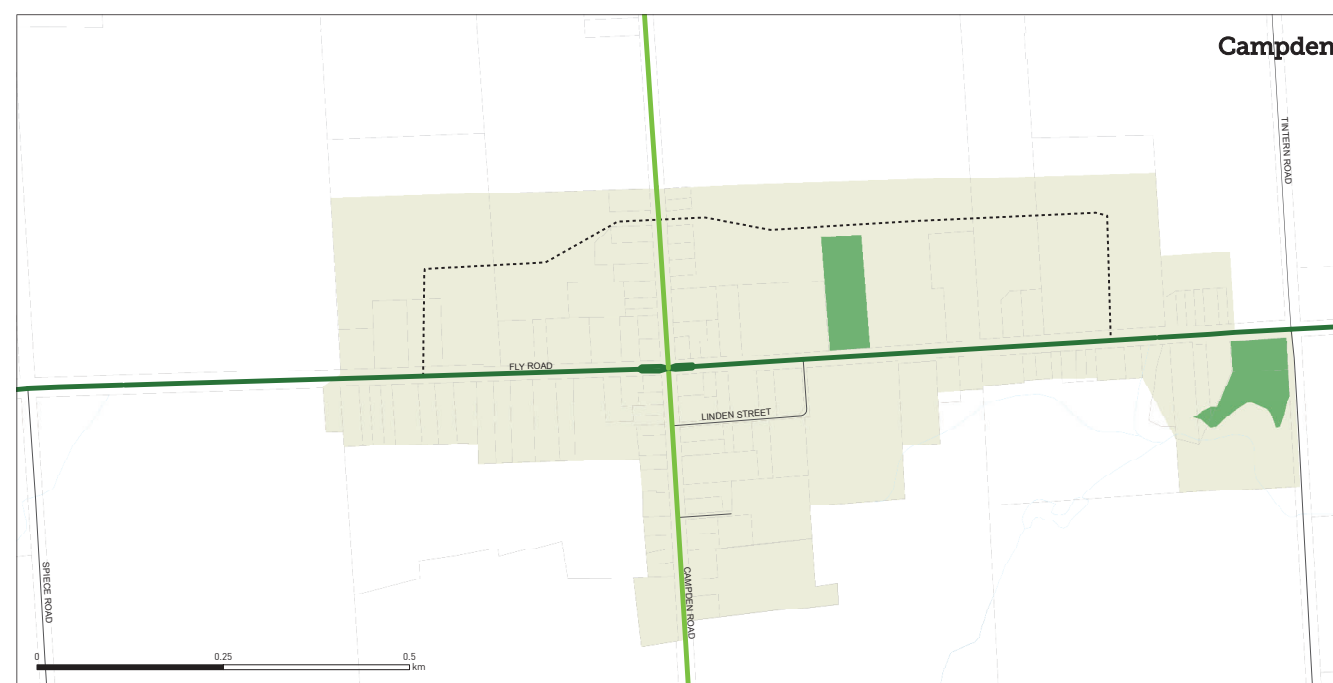 Campden
TINTERN ROAD
FLY ROAD
LINDEN STREET
SPIECE ROAD
CAMPDEN ROAD
0 0.25 0.5
km